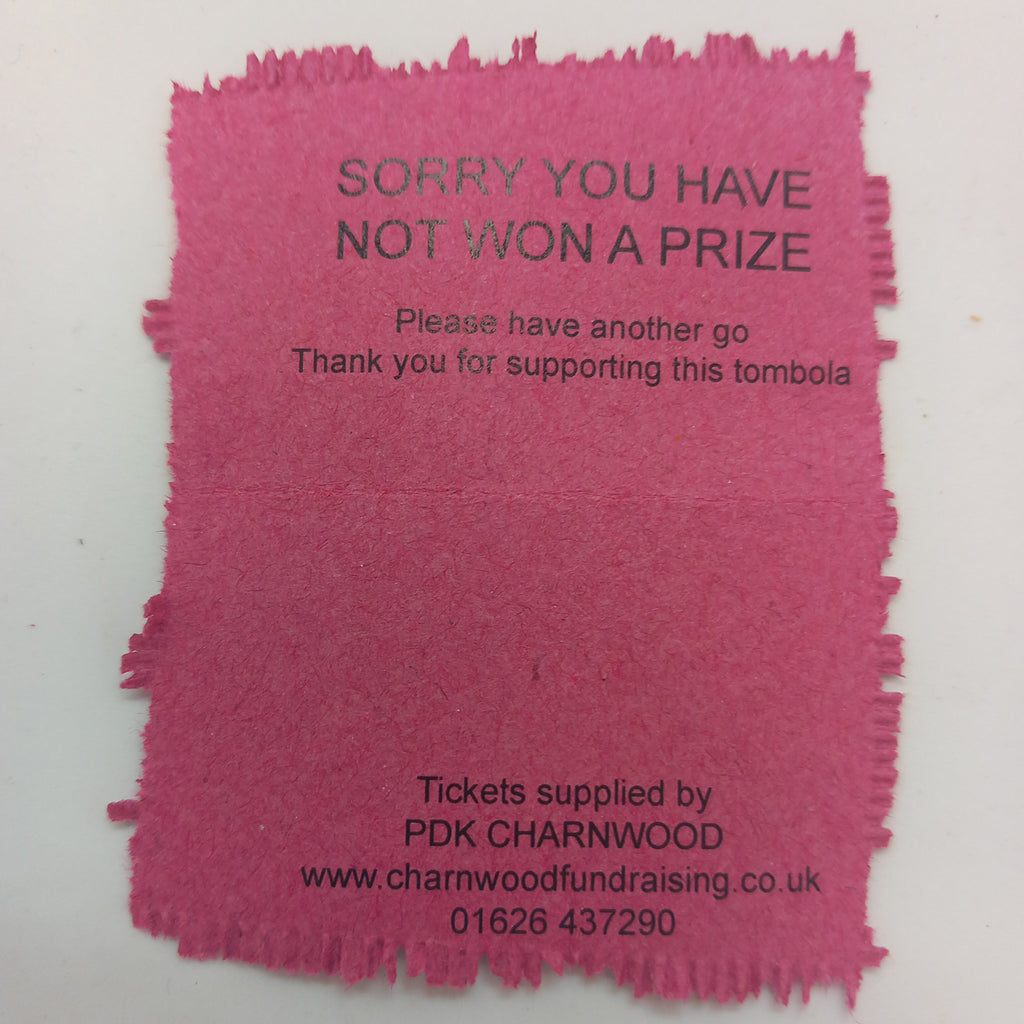 SORRY YOU HAVE
NOT WON A PRIZE
Please have another go
Thank you for supporting this tombola
Tickets supplied by
PDK CHARNWOOD
www.charnwoodfundraising.co.uk
01626 437290